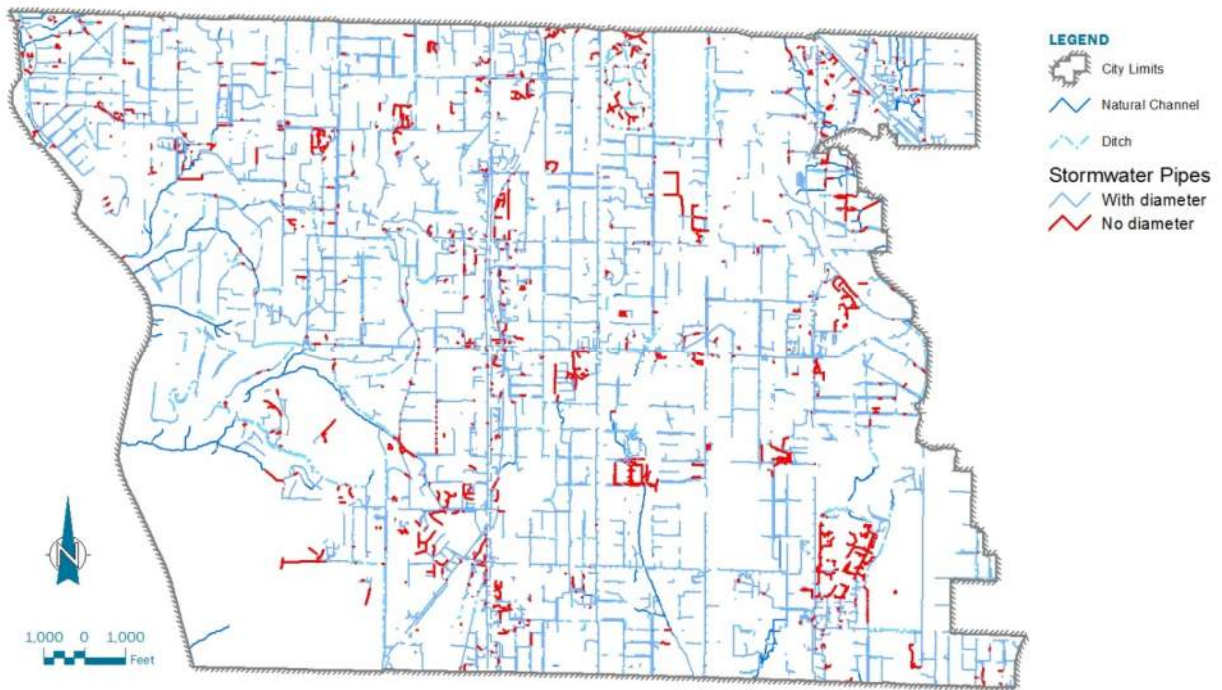 LEGEND
City Limits
Natural Channel
Ditch
Stormwater Pipes
With diameter
No diameter
N
1,000 0 1,000
Feet